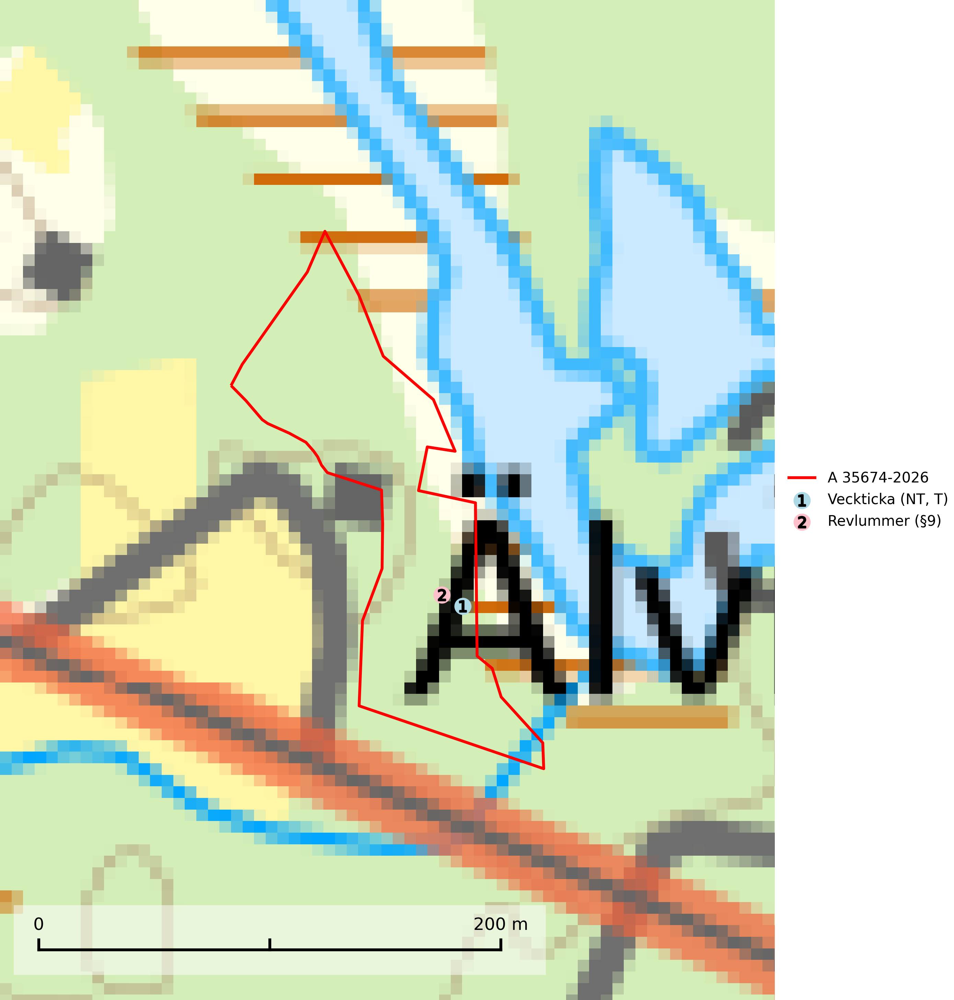 A 35674-2026
1 Veckticka (NT, T)
2 Revlummer (§9)
2
1
0 200 m